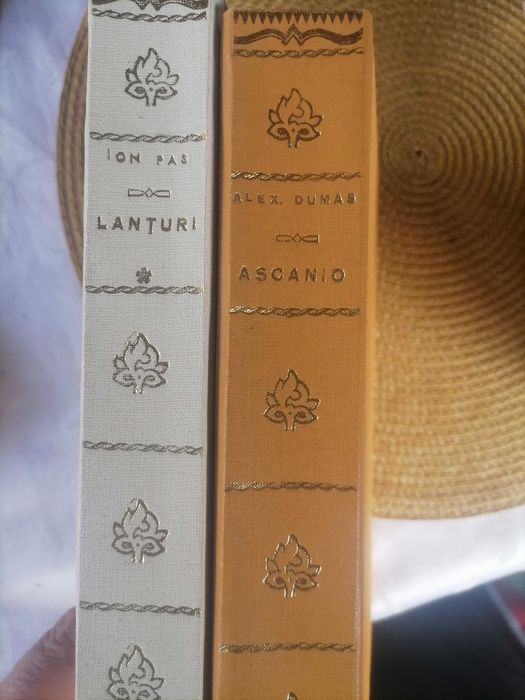 ION PAS
LANȚURI
ALEX. DUMAS
ASCANIO